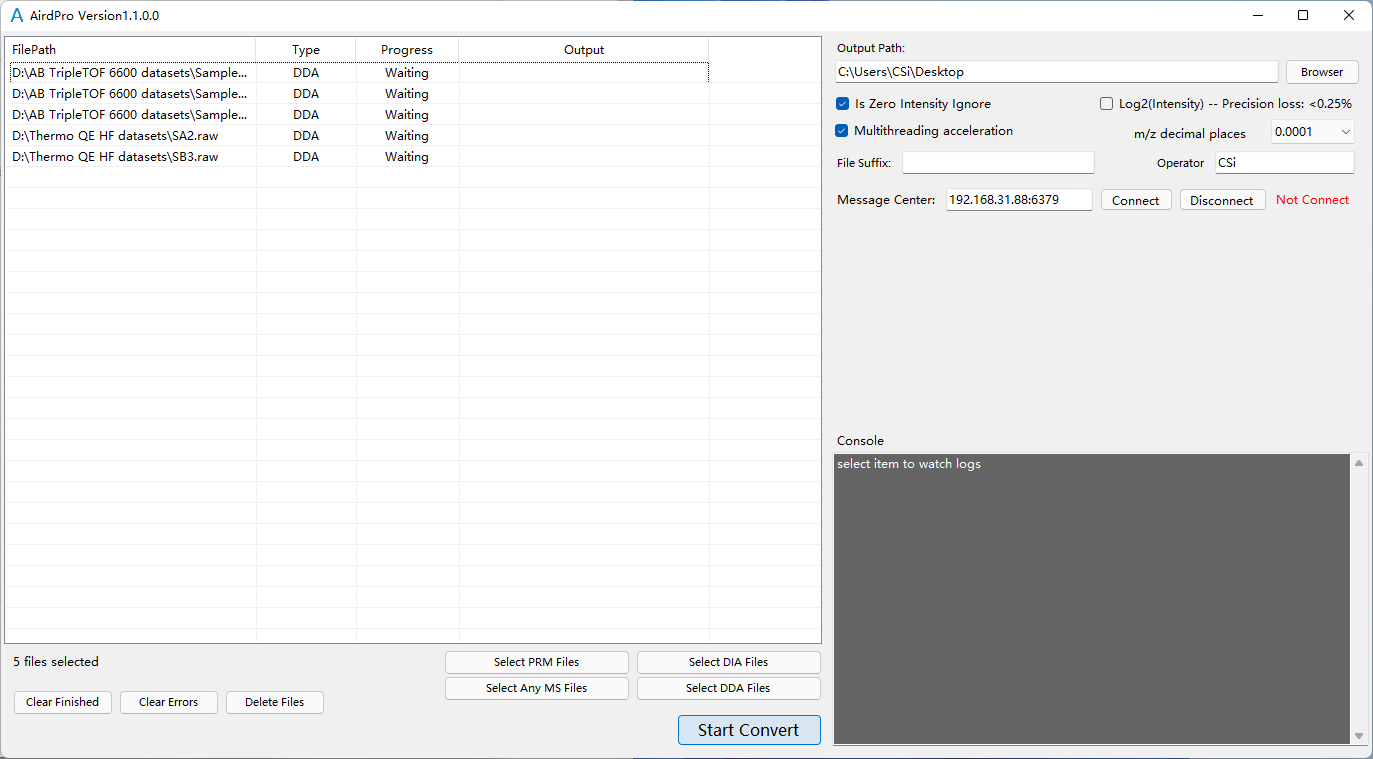 AirdPro Version1.1.0.0
FilePath Type Progress Output
D:\AB TripleTOF 6600 datasets\Sample... DDA Waiting
D:\AB TripleTOF 6600 datasets\Sample... DDA Waiting
D:\AB TripleTOF 6600 datasets\Sample... DDA Waiting
D:\Thermo QE HF datasets\SA2.raw DDA Waiting
D:\Thermo QE HF datasets\SB3.raw DDA Waiting
5 files selected
Select PRM Files Select DIA Files
Select Any MS Files Select DDA Files
Clear Finished Clear Errors Delete Files
Start Convert
Output Path:
C:\Users\CSi\Desktop Browser
Is Zero Intensity Ignore Log2(Intensity) -- Precision loss: <0.25%
Multithreading acceleration m/z decimal places 0.0001
File Suffix: Operator CSi
Message Center: 192.168.31.88:6379 Connect Disconnect Not Connect
Console
select item to watch logs